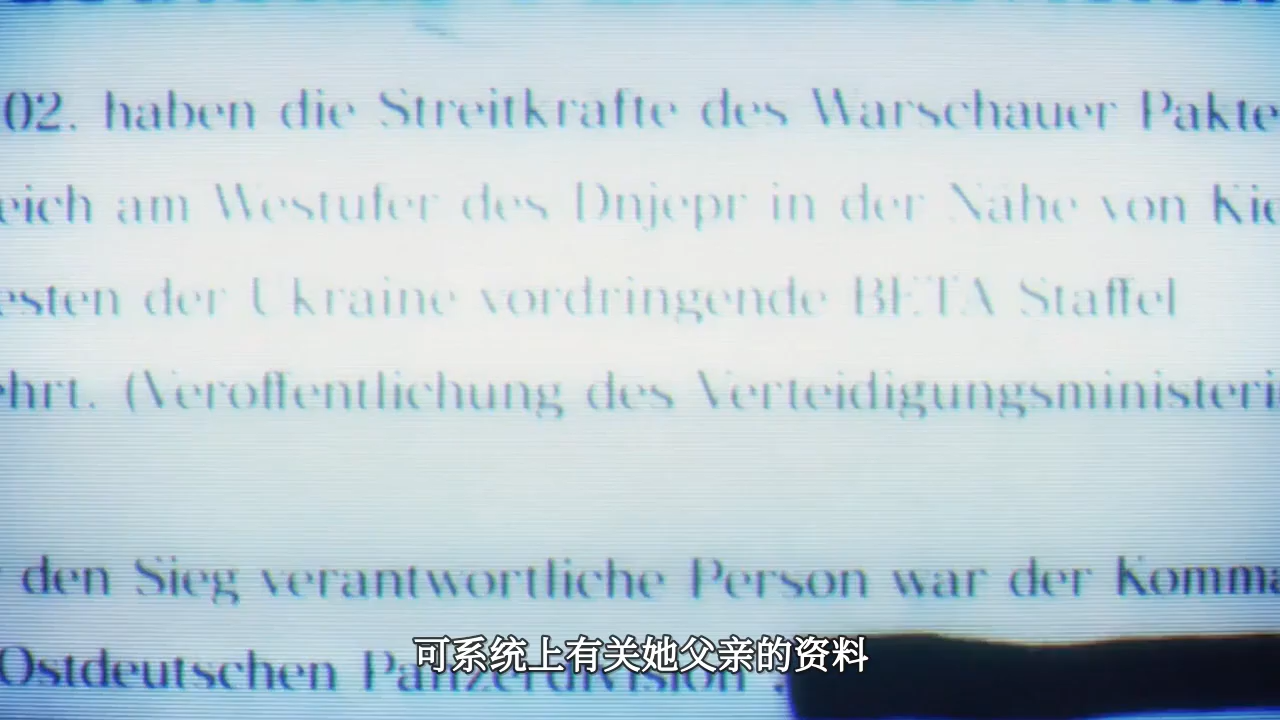 02. haben die Streitkrafte des Warschauer Pakte
eich am Westufer des Dnjepr in der Nähe von Kie
esten der Ukraine vordringende BETA Staffel
ehrt. (Veroffentlichung des Verteidigungsministeri
den Sieg verantwortliche Person war der Komma
Ostdeutschen Panzerdivision
可系统上有关她父亲的资料